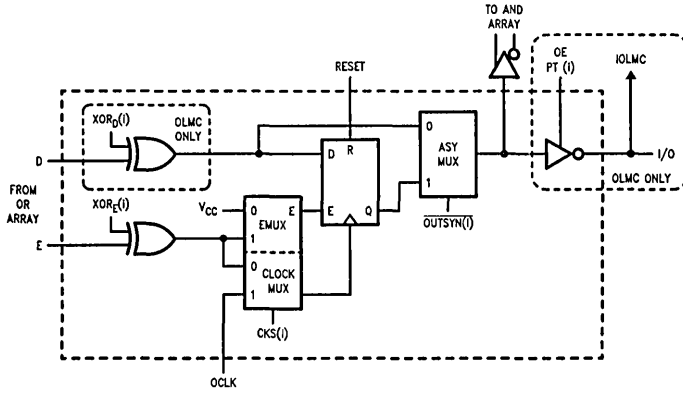 TO AND
ARRAY
OE
PT (i)
IOLMC
RESET
XOR_D(i)
OLMC
ONLY
D
D
R
E
Q
0
ASY
MUX
1
I/O
OLMC ONLY
OUTSYN(i)
FROM
OR
ARRAY
XOR_E(i)
V_CC
0
E
EMUX
1
0
CLOCK
MUX
1
E
CKS(i)
OCLK